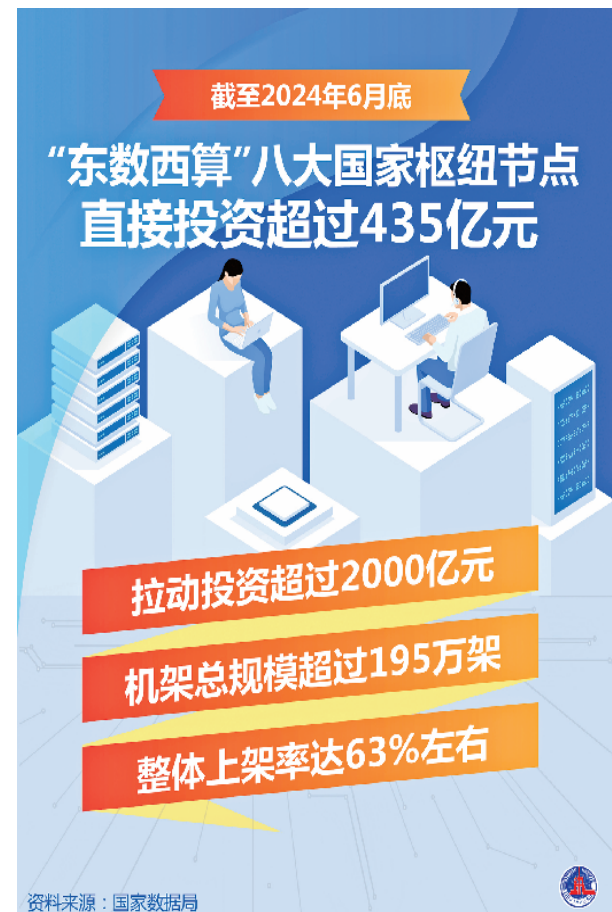 截至2024年6月底
“东数西算”八大国家枢纽节点
直接投资超过435亿元
拉动投资超过2000亿元
机架总规模超过195万架
整体上架率达63%左右
资料来源：国家数据局